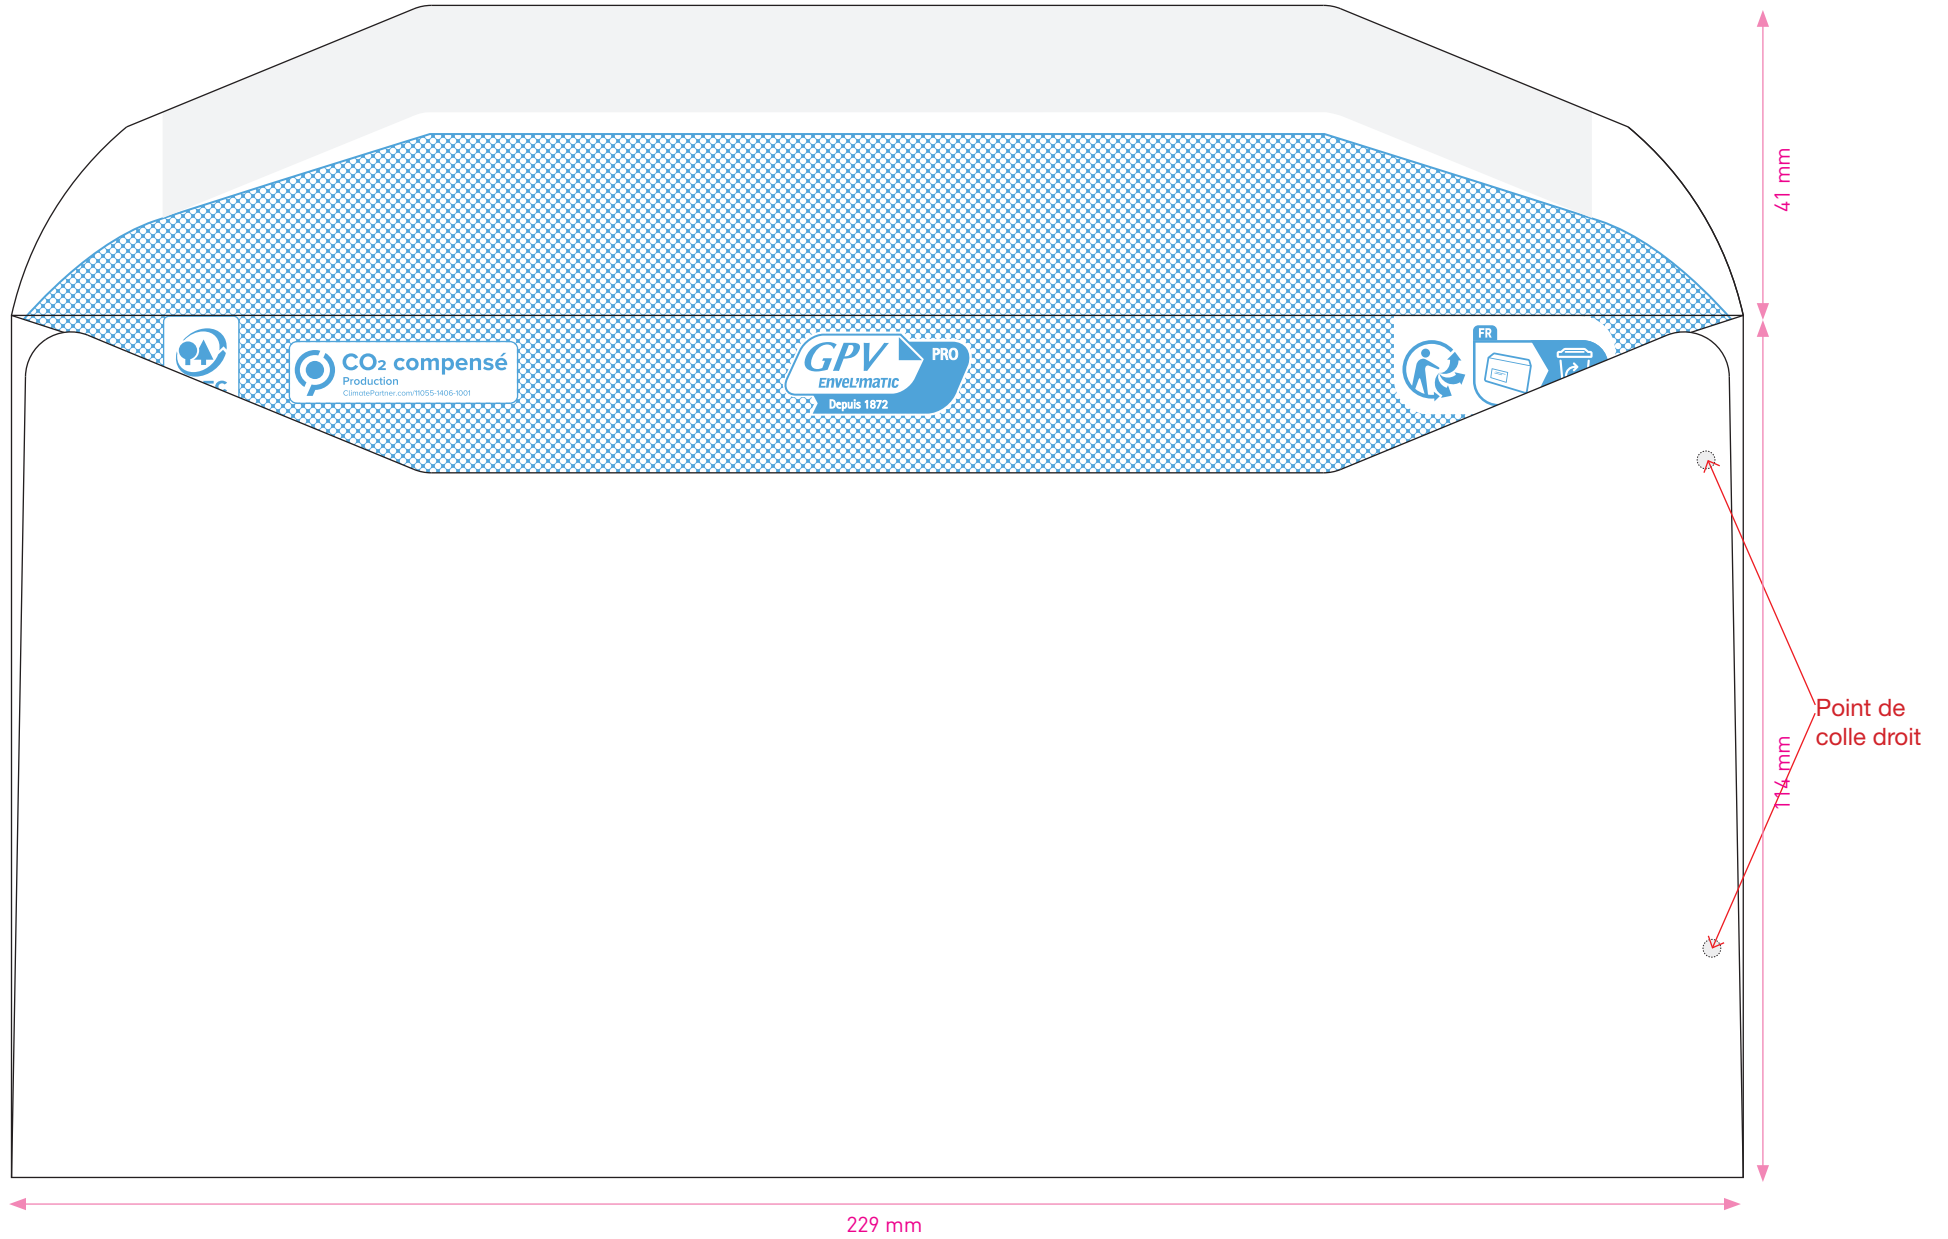 41 mm
CO2 compensé
Production
ClimatePartner.com/11055-1406-1001
GPV
PRO
ENVEL'MATIC
Depuis 1872
FR
Point de
colle droit
114 mm
229 mm